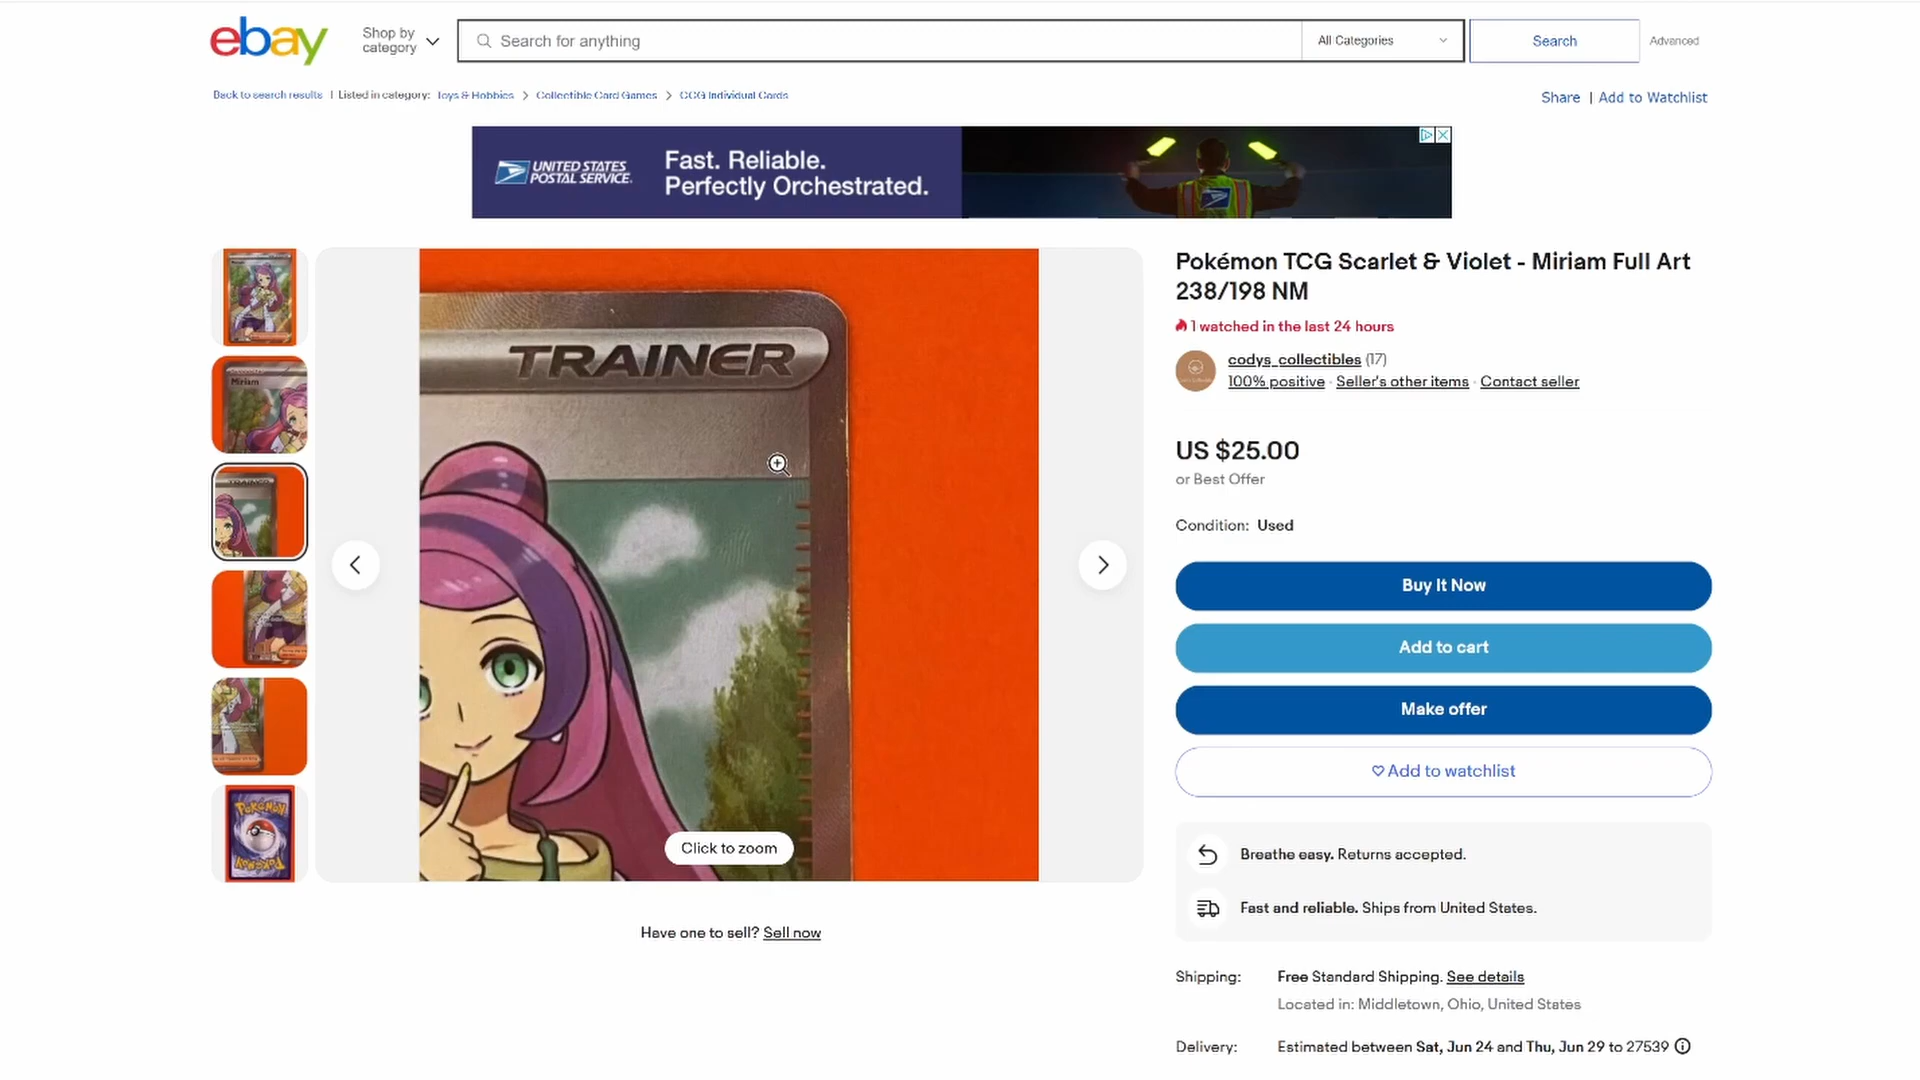 ebay
Shop by
category
Search for anything
All Categories
Search
Advanced
Back to search results | Listed in category: Toys & Hobbies > Collectible Card Games > CCG Individual Cards
Share | Add to Watchlist
UNITED STATES
POSTAL SERVICE.
Fast. Reliable.
Perfectly Orchestrated.
Pokémon TCG Scarlet & Violet - Miriam Full Art
238/198 NM
1 watched in the last 24 hours
codys_collectibles (17)
100% positive · Seller's other items · Contact seller
TRAINER
Miriam
TRAINER
Pokémon
Pokémon
US $25.00
or Best Offer
Condition: Used
Buy It Now
Add to cart
Make offer
Add to watchlist
Click to zoom
Breathe easy. Returns accepted.
Fast and reliable. Ships from United States.
Have one to sell? Sell now
Shipping: Free Standard Shipping. See details
Located in: Middletown, Ohio, United States
Delivery: Estimated between Sat, Jun 24 and Thu, Jun 29 to 27539